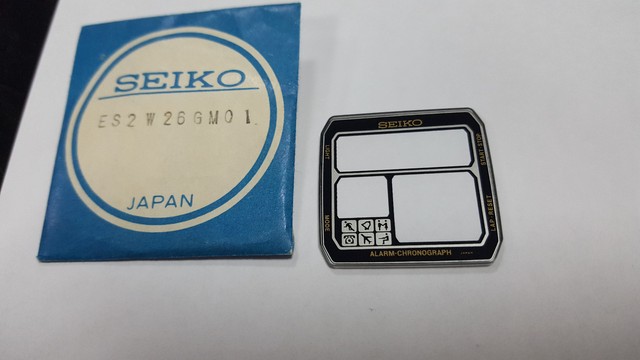 SEIKO
ES2W26GM01
JAPAN
SEIKO
LIGHT
START STOP
MODE
LAP RESET
ALARM-CHRONOGRAPH